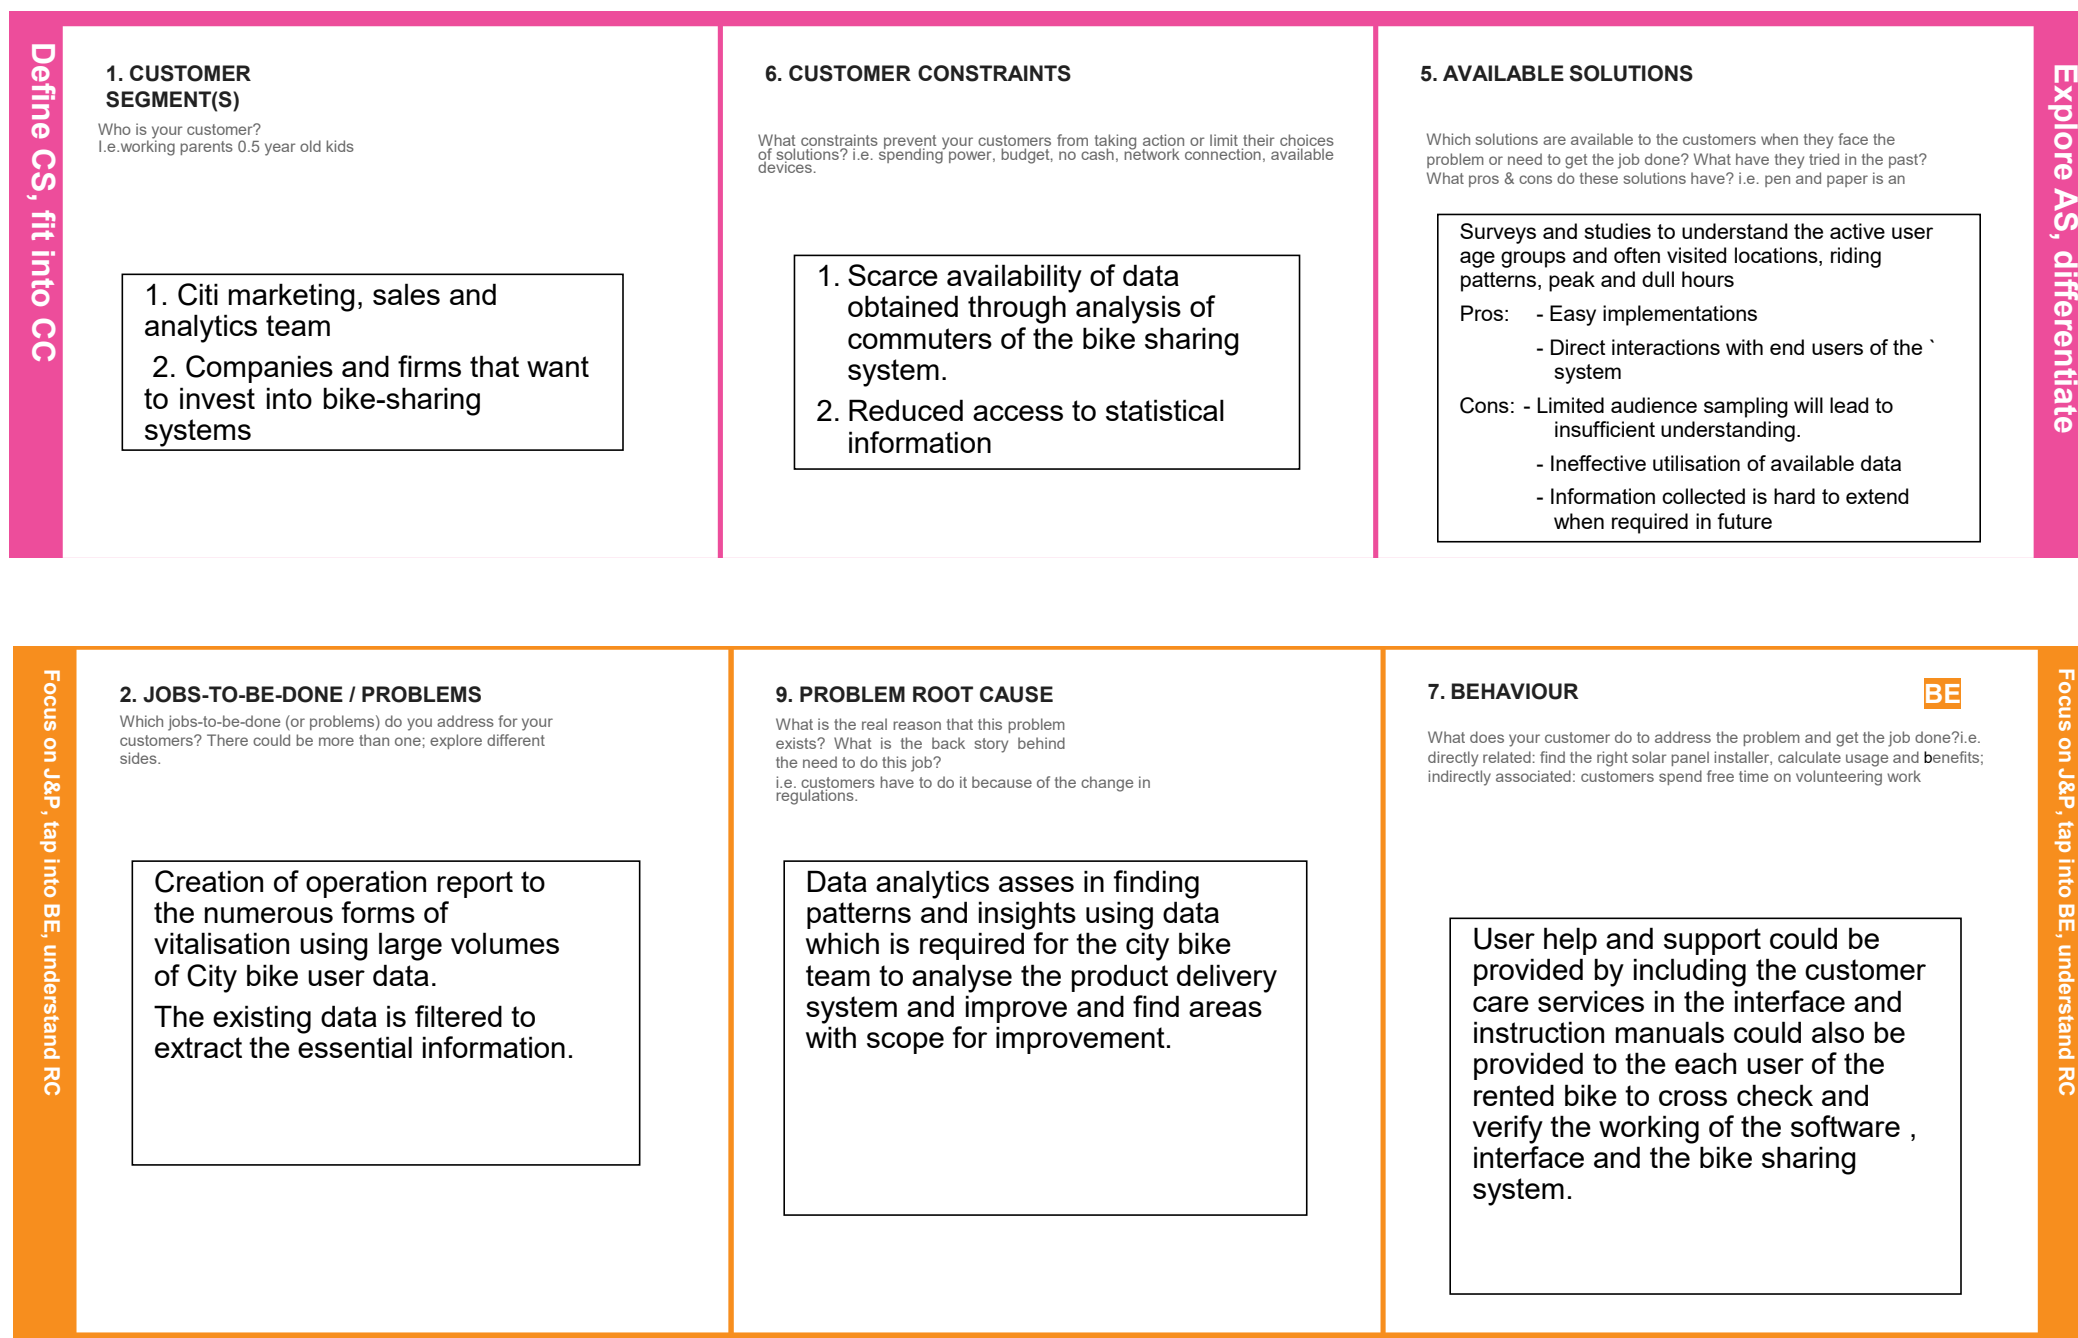 Define CS, fit into CC
1. CUSTOMER
SEGMENT(S)
Who is your customer?
I.e.working parents 0.5 year old kids
1. Citi marketing, sales and
analytics team
2. Companies and firms that want
to invest into bike-sharing
systems
6. CUSTOMER CONSTRAINTS
What constraints prevent your customers from taking action or limit their choices
of solutions? i.e. spending power, budget, no cash, network connection, available
devices.
1. Scarce availability of data
obtained through analysis of
commuters of the bike sharing
system.
2. Reduced access to statistical
information
5. AVAILABLE SOLUTIONS
Which solutions are available to the customers when they face the
problem or need to get the job done? What have they tried in the past?
What pros & cons do these solutions have? i.e. pen and paper is an
Surveys and studies to understand the active user
age groups and often visited locations, riding
patterns, peak and dull hours
Pros: - Easy implementations
- Direct interactions with end users of the `
system
Cons: - Limited audience sampling will lead to
insufficient understanding.
- Ineffective utilisation of available data
- Information collected is hard to extend
when required in future
Explore AS, differentiate
Focus on J&P, tap into BE, understand RC
2. JOBS-TO-BE-DONE / PROBLEMS
Which jobs-to-be-done (or problems) do you address for your
customers? There could be more than one; explore different
sides.
Creation of operation report to
the numerous forms of
vitalisation using large volumes
of City bike user data.
The existing data is filtered to
extract the essential information.
9. PROBLEM ROOT CAUSE
What is the real reason that this problem
exists? What is the back story behind
the need to do this job?
i.e. customers have to do it because of the change in
regulations.
Data analytics asses in finding
patterns and insights using data
which is required for the city bike
team to analyse the product delivery
system and improve and find areas
with scope for improvement.
7. BEHAVIOUR
BE
What does your customer do to address the problem and get the job done?i.e.
directly related: find the right solar panel installer, calculate usage and benefits;
indirectly associated: customers spend free time on volunteering work
User help and support could be
provided by including the customer
care services in the interface and
instruction manuals could also be
provided to the each user of the
rented bike to cross check and
verify the working of the software ,
interface and the bike sharing
system.
Focus on J&P, tap into BE, understand RC